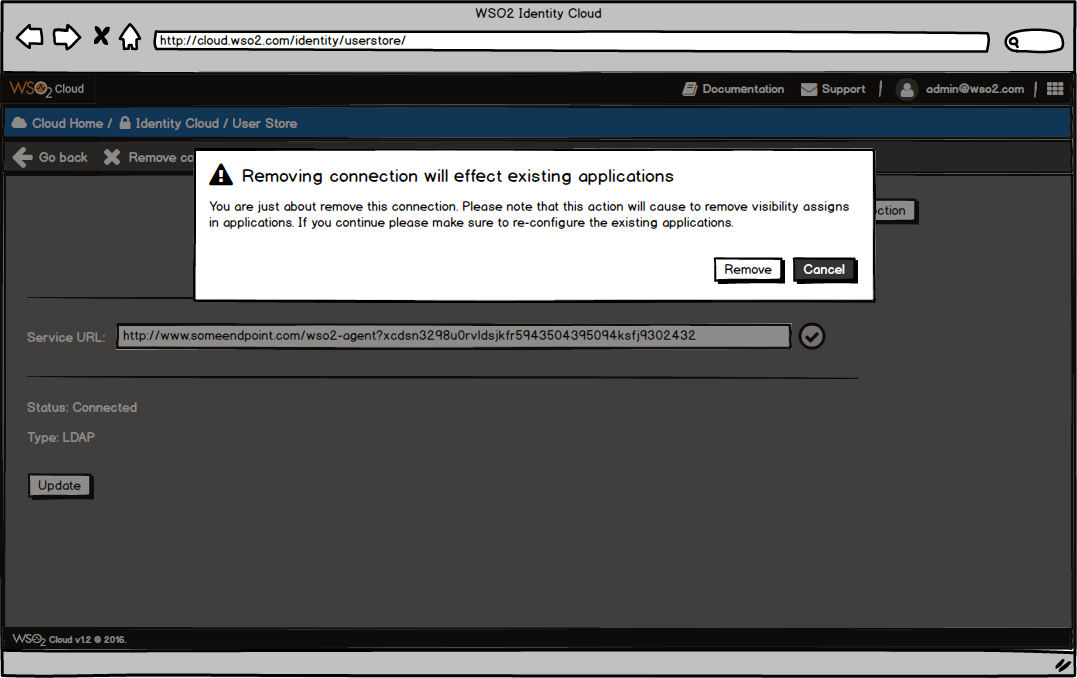 WSO2 Identity Cloud
http://cloud.wso2.com/identity/userstore/
WSO2 Cloud Documentation Support | admin@wso2.com |
Cloud Home / Identity Cloud / User Store
Go back Remove
Removing connection will effect existing applications
You are just about remove this connection. Please note that this action will cause to remove visibility assigns
in applications. If you continue please make sure to re-configure the existing applications.
Remove Cancel
Service URL: http://www.someendpoint.com/wso2-agent?xcdsn3298u0rvldsjkfr5943504395094ksfj9302432
Status: Connected
Type: LDAP
Update
WSO2 Cloud v1.2 © 2016.